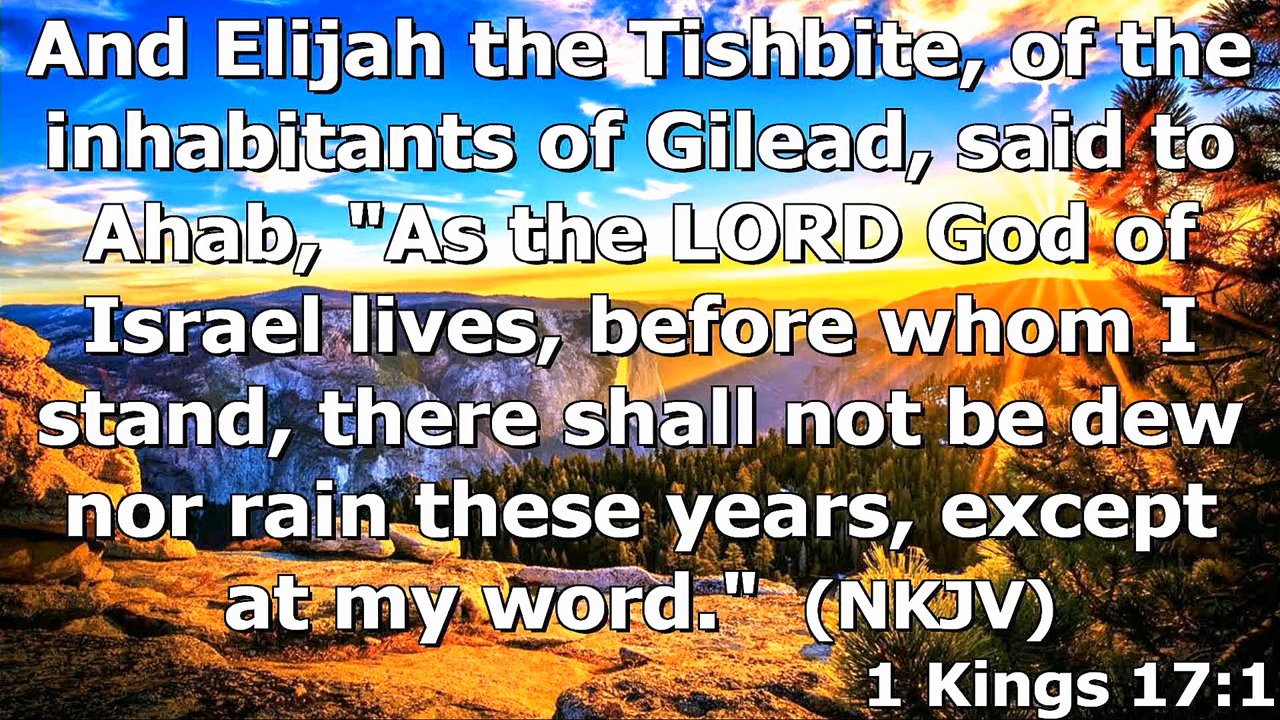 And Elijah the Tishbite, of the
inhabitants of Gilead, said to
Ahab, "As the LORD God of
Israel lives, before whom I
stand, there shall not be dew
nor rain these years, except
at my word." (NKJV)
1 Kings 17:1